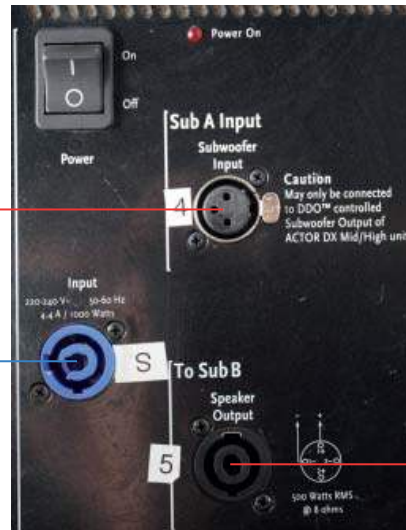 Power On
On
Off
Power
Sub A Input
Subwoofer
Input
4
Caution
May only be connected
to DDO™ controlled
Subwoofer Output of
ACTOR DX Mid/High unit
Input
220-240 V~ 50-60 Hz
4.4 A / 1000 Watts
S
To Sub B
Speaker
Output
5
- +
500 Watts RMS
@ 8 ohms